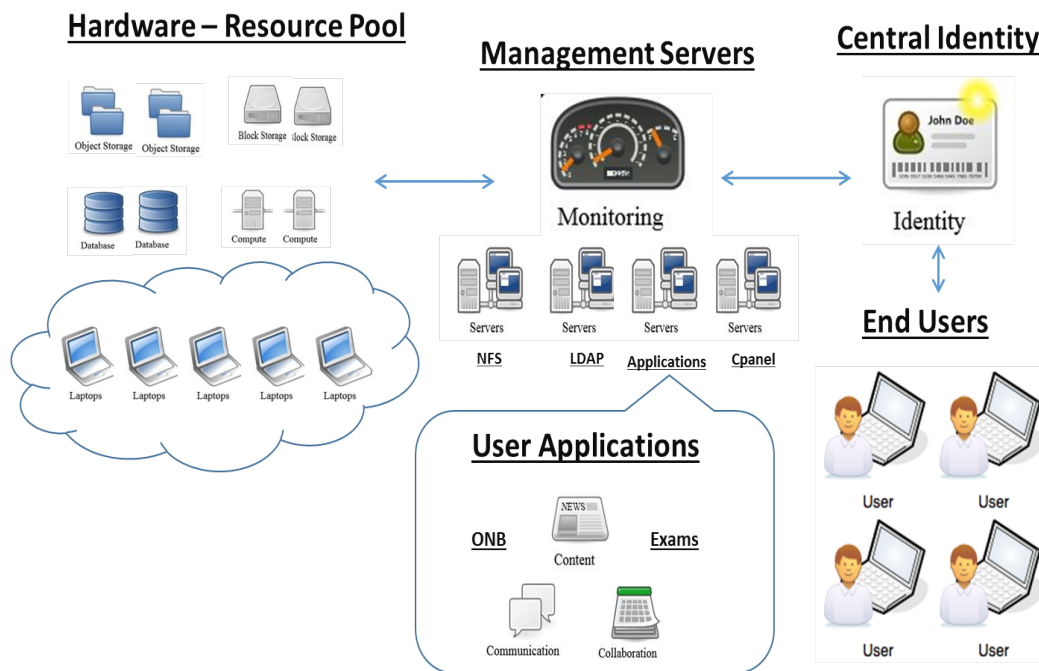 Hardware – Resource Pool
Management Servers
Central Identity
Object Storage
Object Storage
Block Storage
Block Storage
Database
Database
Compute
Compute
Monitoring
John Doe
Identity
Laptops
Laptops
Laptops
Laptops
Laptops
Servers
Servers
Servers
Servers
NFS
LDAP
Applications
Cpanel
End Users
User
User
User
User
User Applications
NEWS
ONB
Content
Exams
Communication
Collaboration